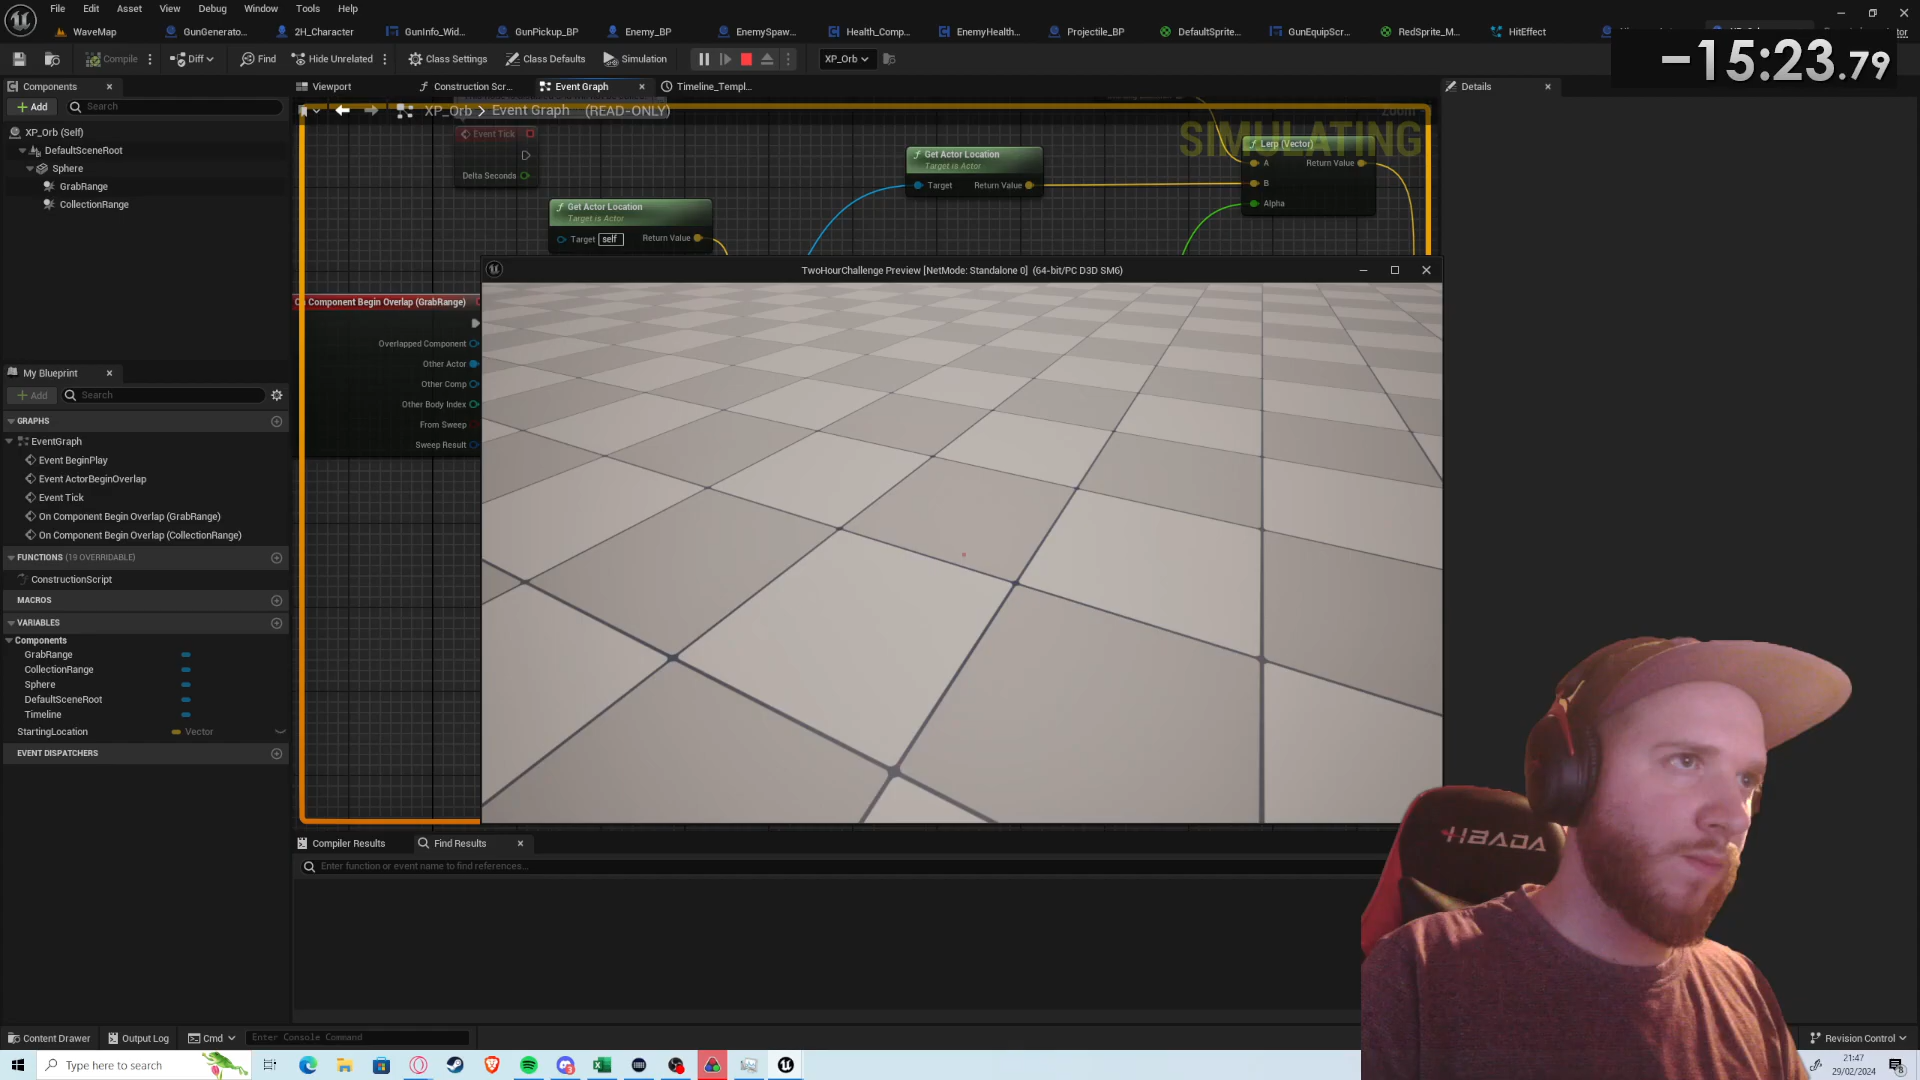 File Edit Asset View Debug Window Tools Help
WaveMap GunGenerato... 2H_Character GunInfo_Wid... GunPickup_BP Enemy_BP EnemySpaw... Health_Comp... EnemyHealth... Projectile_BP DefaultSprite... GunEquipScr... RedSprite_M... HitEffect
−15:23.79
Compile Diff Find Hide Unrelated Class Settings Class Defaults Simulation XP_Orb
Components
Viewport Construction Scr... Event Graph Timeline_Templ... Details
Add Search
XP_Orb > Event Graph (READ-ONLY) Zoom
SIMULATING
XP_Orb (Self)
DefaultSceneRoot
Sphere
GrabRange
CollectionRange
Event Tick
Delta Seconds
Get Actor Location
Target is Actor
Target self Return Value
Get Actor Location
Target is Actor
Target Return Value
Lerp (Vector)
A Return Value
B
Alpha
TwoHourChallenge Preview [NetMode: Standalone 0] (64-bit/PC D3D SM6)
On Component Begin Overlap (GrabRange)
Overlapped Component
Other Actor
Other Comp
Other Body Index
From Sweep
Sweep Result
My Blueprint
Add Search
GRAPHS
EventGraph
Event BeginPlay
Event ActorBeginOverlap
Event Tick
On Component Begin Overlap (GrabRange)
On Component Begin Overlap (CollectionRange)
FUNCTIONS (19 OVERRIDABLE)
ConstructionScript
MACROS
VARIABLES
Components
GrabRange
CollectionRange
Sphere
DefaultSceneRoot
Timeline
StartingLocation Vector
EVENT DISPATCHERS
Compiler Results Find Results
Enter function or event name to find references...
HBADA
Content Drawer Output Log Cmd Enter Console Command Revision Control
Type here to search
21:47
29/02/2024